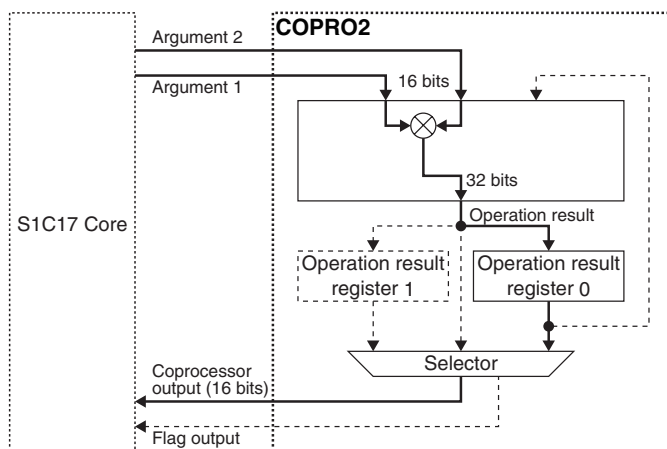 COPRO2
Argument 2
Argument 1
16 bits
32 bits
S1C17 Core
Operation result
Operation result
register 1
Operation result
register 0
Selector
Coprocessor
output (16 bits)
Flag output